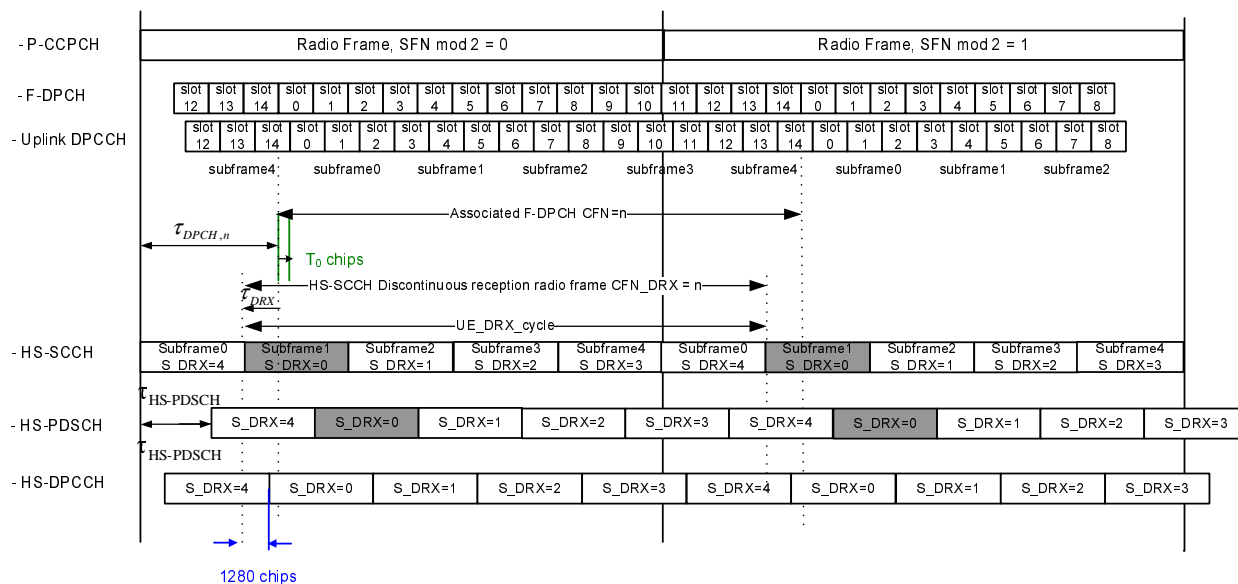 - P-CCPCH
Radio Frame, SFN mod 2 = 0
Radio Frame, SFN mod 2 = 1
- F-DPCH
slot 12 slot 13 slot 14 slot 0 slot 1 slot 2 slot 3 slot 4 slot 5 slot 6 slot 7 slot 8 slot 9 slot 10 slot 11 slot 12 slot 13 slot 14 slot 0 slot 1 slot 2 slot 3 slot 4 slot 5 slot 6 slot 7 slot 8
- Uplink DPCCH
slot 12 slot 13 slot 14 slot 0 slot 1 slot 2 slot 3 slot 4 slot 5 slot 6 slot 7 slot 8 slot 9 slot 10 slot 11 slot 12 slot 13 slot 14 slot 0 slot 1 slot 2 slot 3 slot 4 slot 5 slot 6 slot 7 slot 8
subframe4 subframe0 subframe1 subframe2 subframe3 subframe4 subframe0 subframe1 subframe2
Associated F-DPCH CFN=n
τDPCH,n
T0 chips
HS-SCCH Discontinuous reception radio frame CFN_DRX = n
τDRX
UE_DRX_cycle
- HS-SCCH
Subframe0 Subframe1 Subframe2 Subframe3 Subframe4 Subframe0 Subframe1 Subframe2 Subframe3 Subframe4
S_DRX=4 S_DRX=0 S_DRX=1 S_DRX=2 S_DRX=3 S_DRX=4 S_DRX=0 S_DRX=1 S_DRX=2 S_DRX=3
τHS-PDSCH
- HS-PDSCH
S_DRX=4 S_DRX=0 S_DRX=1 S_DRX=2 S_DRX=3 S_DRX=4 S_DRX=0 S_DRX=1 S_DRX=2 S_DRX=3
τHS-PDSCH
- HS-DPCCH
S_DRX=4 S_DRX=0 S_DRX=1 S_DRX=2 S_DRX=3 S_DRX=4 S_DRX=0 S_DRX=1 S_DRX=2 S_DRX=3
1280 chips